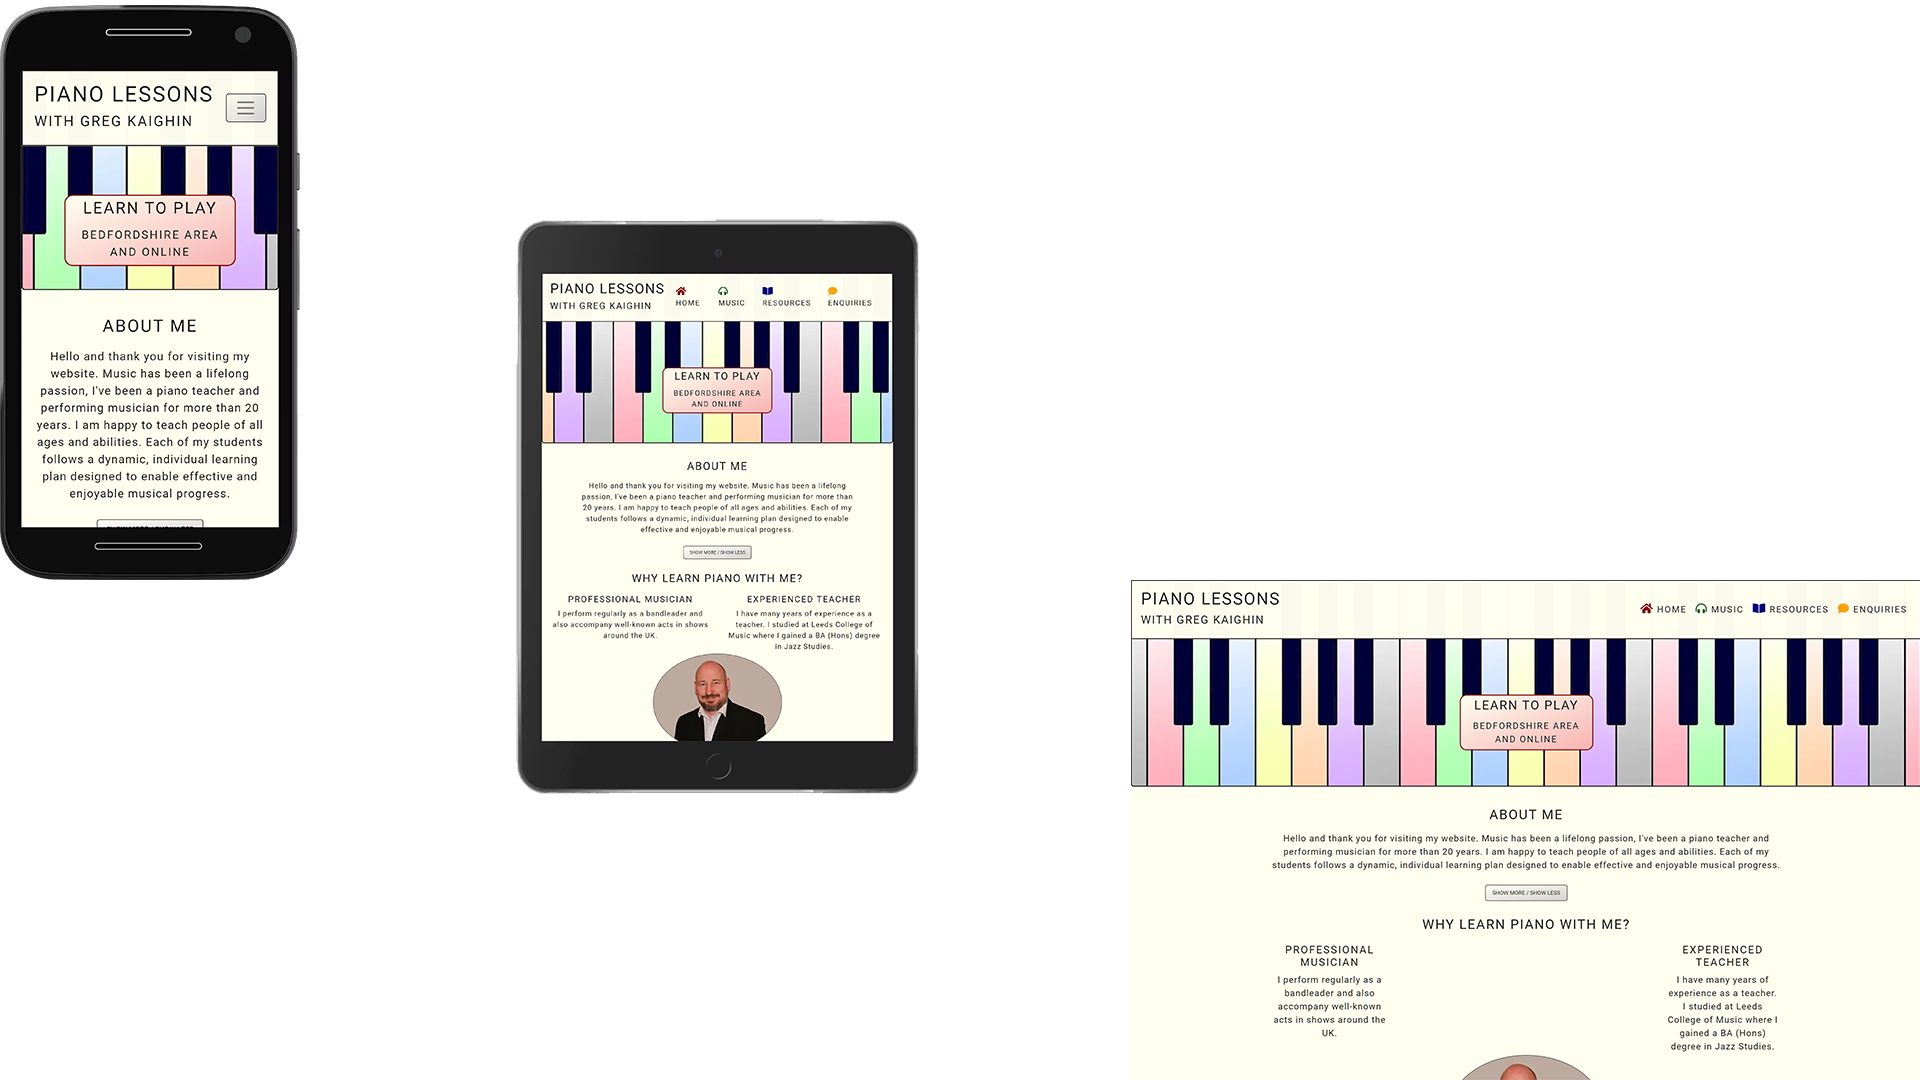 PIANO LESSONS
WITH GREG KAIGHIN
LEARN TO PLAY
BEDFORDSHIRE AREA
AND ONLINE
ABOUT ME
Hello and thank you for visiting my
website. Music has been a lifelong
passion, I've been a piano teacher and
performing musician for more than 20
years. I am happy to teach people of all
ages and abilities. Each of my students
follows a dynamic, individual learning
plan designed to enable effective and
enjoyable musical progress.
PIANO LESSONS
WITH GREG KAIGHIN
HOME MUSIC RESOURCES ENQUIRIES
LEARN TO PLAY
BEDFORDSHIRE AREA
AND ONLINE
ABOUT ME
Hello and thank you for visiting my website. Music has been a lifelong
passion, I've been a piano teacher and performing musician for more than
20 years. I am happy to teach people of all ages and abilities. Each of my
students follows a dynamic, individual learning plan designed to enable
effective and enjoyable musical progress.
SHOW MORE / SHOW LESS
WHY LEARN PIANO WITH ME?
PROFESSIONAL MUSICIAN
I perform regularly as a bandleader and
also accompany well-known acts in shows
around the UK.
EXPERIENCED TEACHER
I have many years of experience as a
teacher. I studied at Leeds College of
Music where I gained a BA (Hons) degree
in Jazz Studies.
PIANO LESSONS
WITH GREG KAIGHIN
HOME MUSIC RESOURCES ENQUIRIES
LEARN TO PLAY
BEDFORDSHIRE AREA
AND ONLINE
ABOUT ME
Hello and thank you for visiting my website. Music has been a lifelong passion, I've been a piano teacher and
performing musician for more than 20 years. I am happy to teach people of all ages and abilities. Each of my
students follows a dynamic, individual learning plan designed to enable effective and enjoyable musical progress.
SHOW MORE / SHOW LESS
WHY LEARN PIANO WITH ME?
PROFESSIONAL
MUSICIAN
I perform regularly as a
bandleader and also
accompany well-known
acts in shows around the
UK.
EXPERIENCED
TEACHER
I have many years of
experience as a teacher.
I studied at Leeds
College of Music where I
gained a BA (Hons)
degree in Jazz Studies.